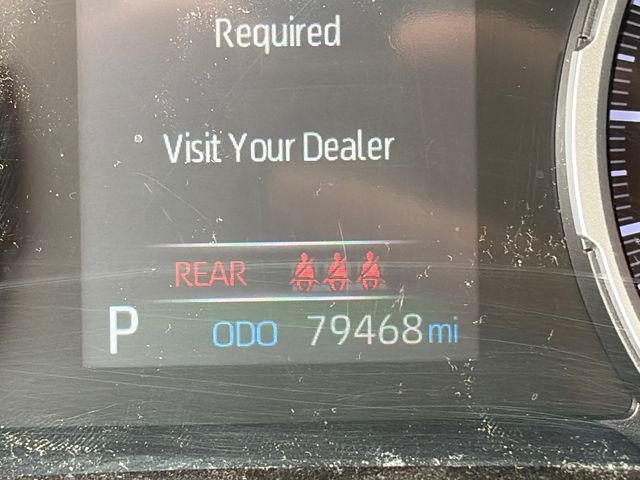 Required
Visit Your Dealer
REAR
P ODO 79468 mi